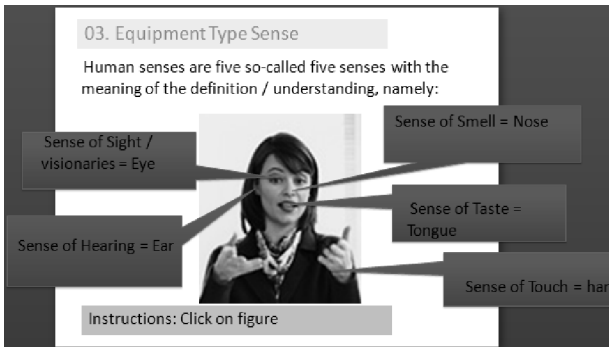 03. Equipment Type Sense
Human senses are five so-called five senses with the
meaning of the definition / understanding, namely:
Sense of Smell = Nose
Sense of Sight /
visionaries = Eye
Sense of Taste =
Tongue
Sense of Hearing = Ear
Sense of Touch = har
Instructions: Click on figure